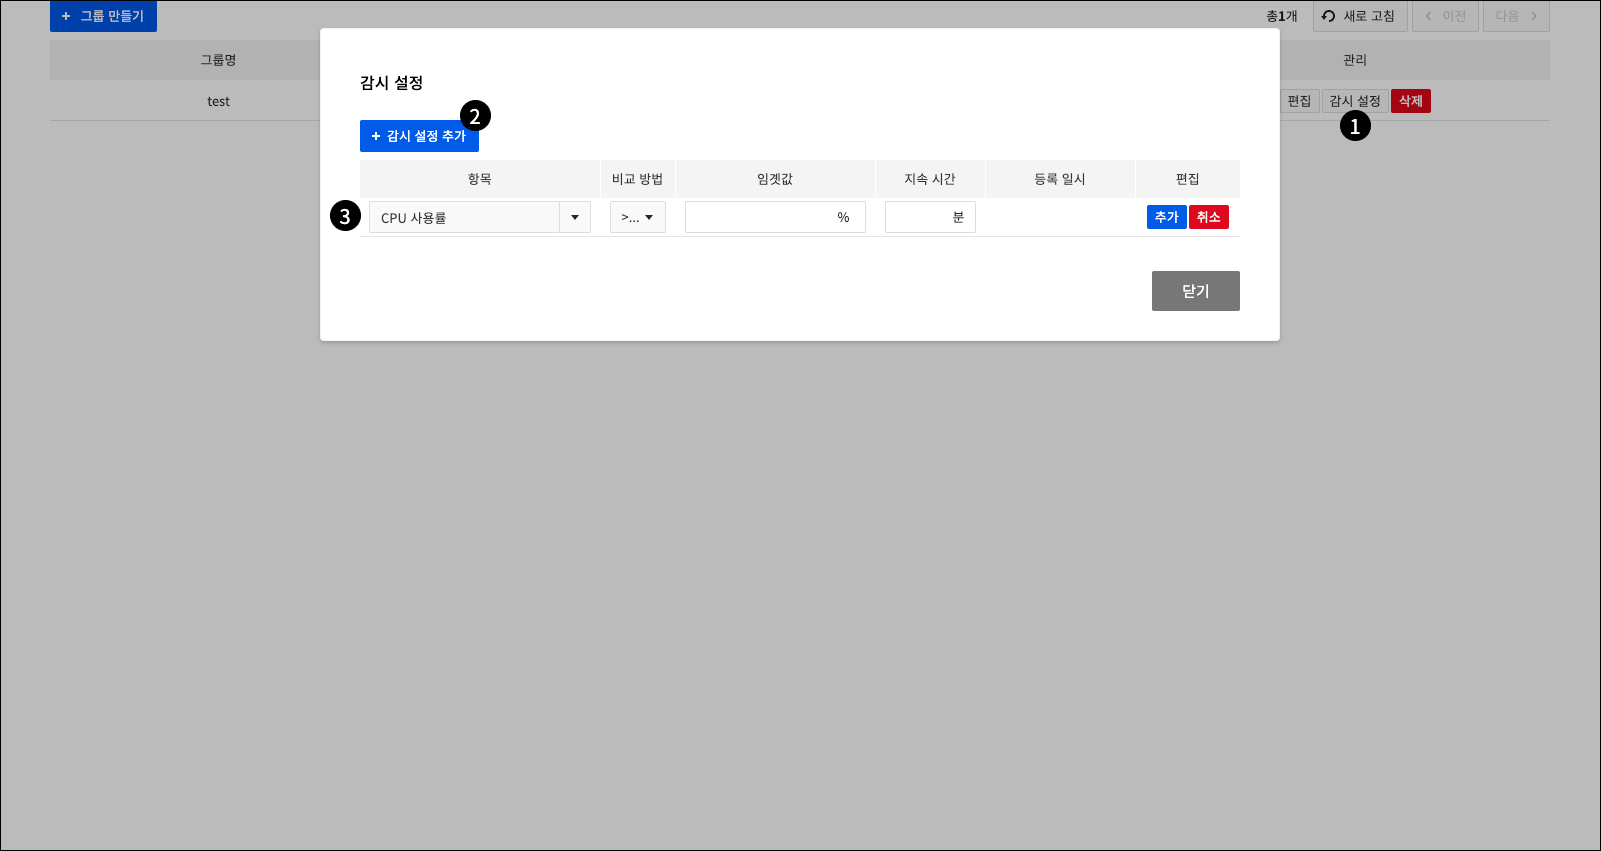 + 그룹 만들기
총1개
새로 고침
< 이전
다음 >
그룹명
관리
test
편집 감시 설정 삭제
1
감시 설정
2
+ 감시 설정 추가
항목 비교 방법 임곗값 지속 시간 등록 일시 편집
3 CPU 사용률 >... % 분 추가 취소
닫기